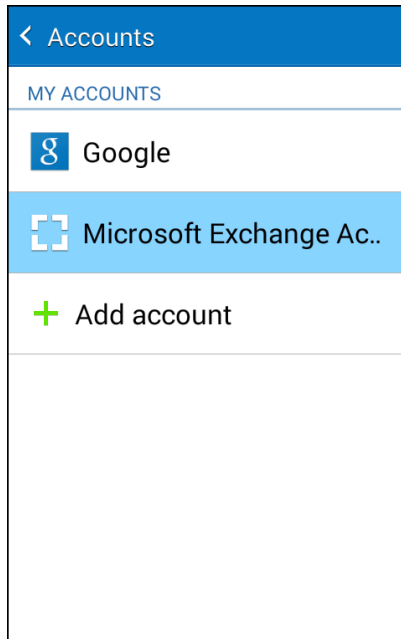 Accounts
MY ACCOUNTS
g Google
Microsoft Exchange Ac..
Add account